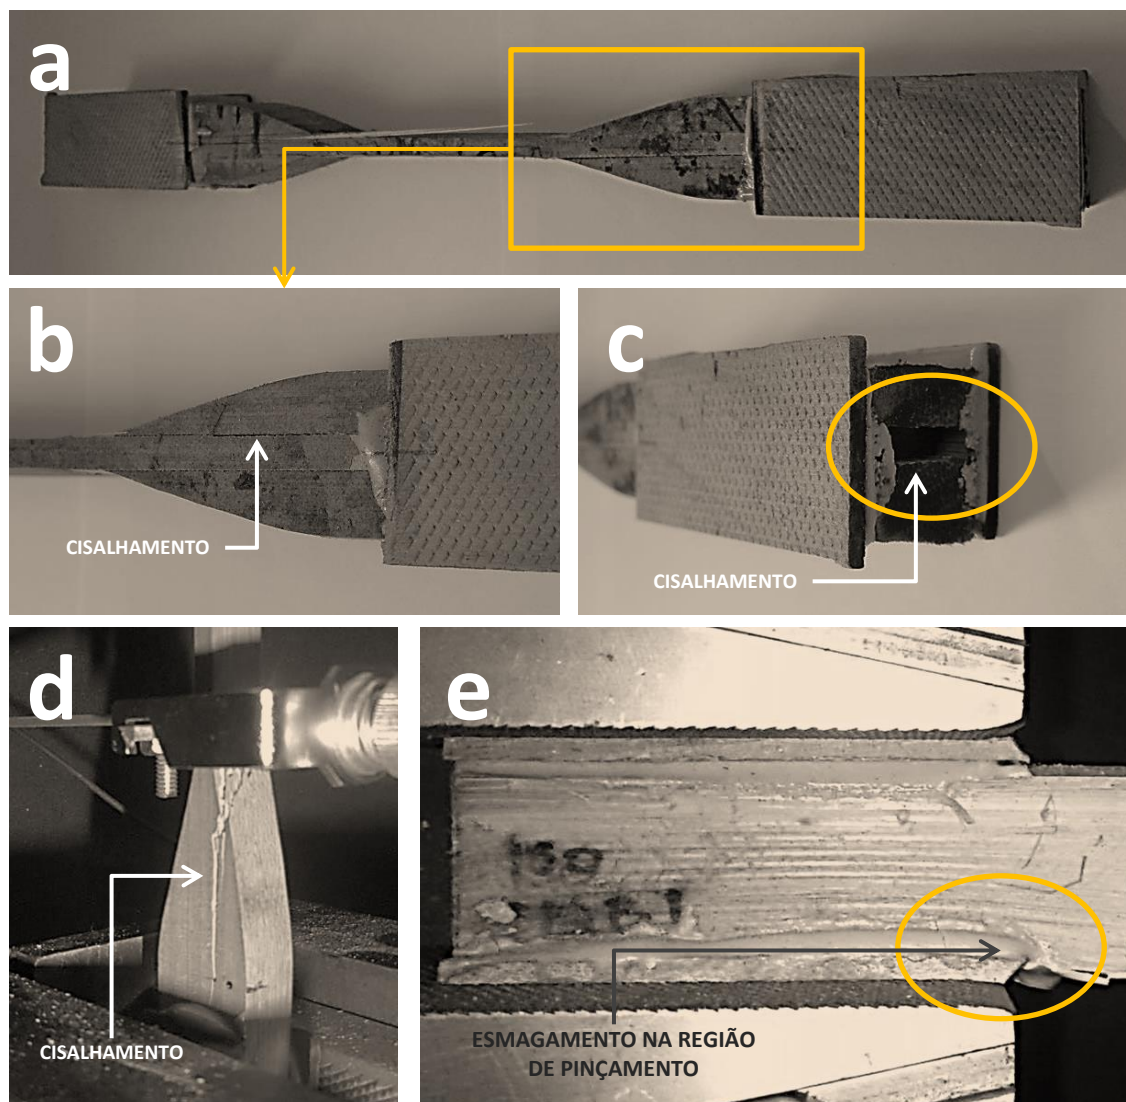 a
b
CISALHAMENTO
c
CISALHAMENTO
d
CISALHAMENTO
e
ESMAGAMENTO NA REGIÃO
DE PINÇAMENTO